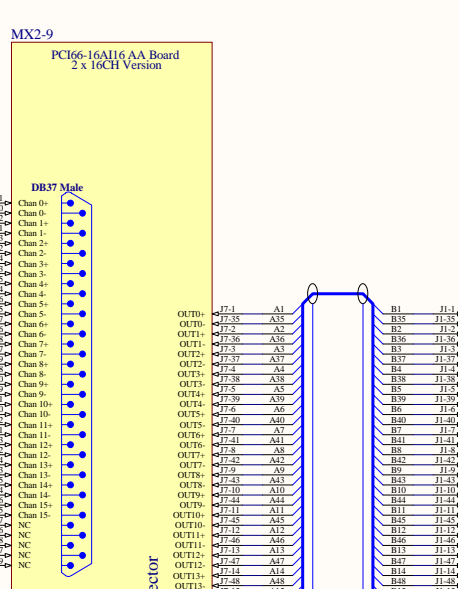 MX2-9
PCI66-16AI16 AA Board
2 x 16CH Version
DB37 Male
Chan 0+
Chan 0-
Chan 1+
Chan 1-
Chan 2+
Chan 2-
Chan 3+
Chan 3-
Chan 4+
Chan 4-
Chan 5+
Chan 5-
Chan 6+
Chan 6-
Chan 7+
Chan 7-
Chan 8+
Chan 8-
Chan 9+
Chan 9-
Chan 10+
Chan 10-
Chan 11+
Chan 11-
Chan 12+
Chan 12-
Chan 13+
Chan 13-
Chan 14+
Chan 14-
Chan 15+
Chan 15-
NC
NC
NC
NC
NC
ector
OUT0+ J7-1 A1 B1 J1-1
OUT0- J7-35 A35 B35 J1-35
OUT1+ J7-2 A2 B2 J1-2
OUT1- J7-36 A36 B36 J1-36
OUT2+ J7-3 A3 B3 J1-3
OUT2- J7-37 A37 B37 J1-37
OUT3+ J7-4 A4 B4 J1-4
OUT3- J7-38 A38 B38 J1-38
OUT4+ J7-5 A5 B5 J1-5
OUT4- J7-39 A39 B39 J1-39
OUT5+ J7-6 A6 B6 J1-6
OUT5- J7-40 A40 B40 J1-40
OUT6+ J7-7 A7 B7 J1-7
OUT6- J7-41 A41 B41 J1-41
OUT7+ J7-8 A8 B8 J1-8
OUT7- J7-42 A42 B42 J1-42
OUT8+ J7-9 A9 B9 J1-9
OUT8- J7-43 A43 B43 J1-43
OUT9+ J7-10 A10 B10 J1-10
OUT9- J7-44 A44 B44 J1-44
OUT10+ J7-11 A11 B11 J1-11
OUT10- J7-45 A45 B45 J1-45
OUT11+ J7-12 A12 B12 J1-12
OUT11- J7-46 A46 B46 J1-46
OUT12+ J7-13 A13 B13 J1-13
OUT12- J7-47 A47 B47 J1-47
OUT13+ J7-14 A14 B14 J1-14
OUT13- J7-48 A48 B48 J1-48